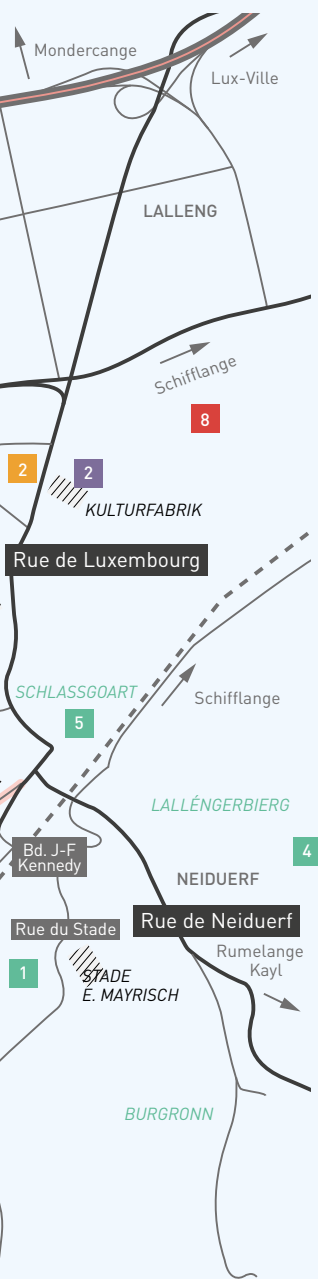 Mondercange
Lux-Ville
LALLENG
Schifflange
8
2
2
KULTURFABRIK
Rue de Luxembourg
SCHLASSGOART
Schifflange
5
LALLÉNGERBIERG
Bd. J-F
Kennedy
4
NEIDUERF
Rue du Stade
Rue de Neiduerf
Rumelange
Kayl
1
STADE
E. MAYRISCH
BURGRONN